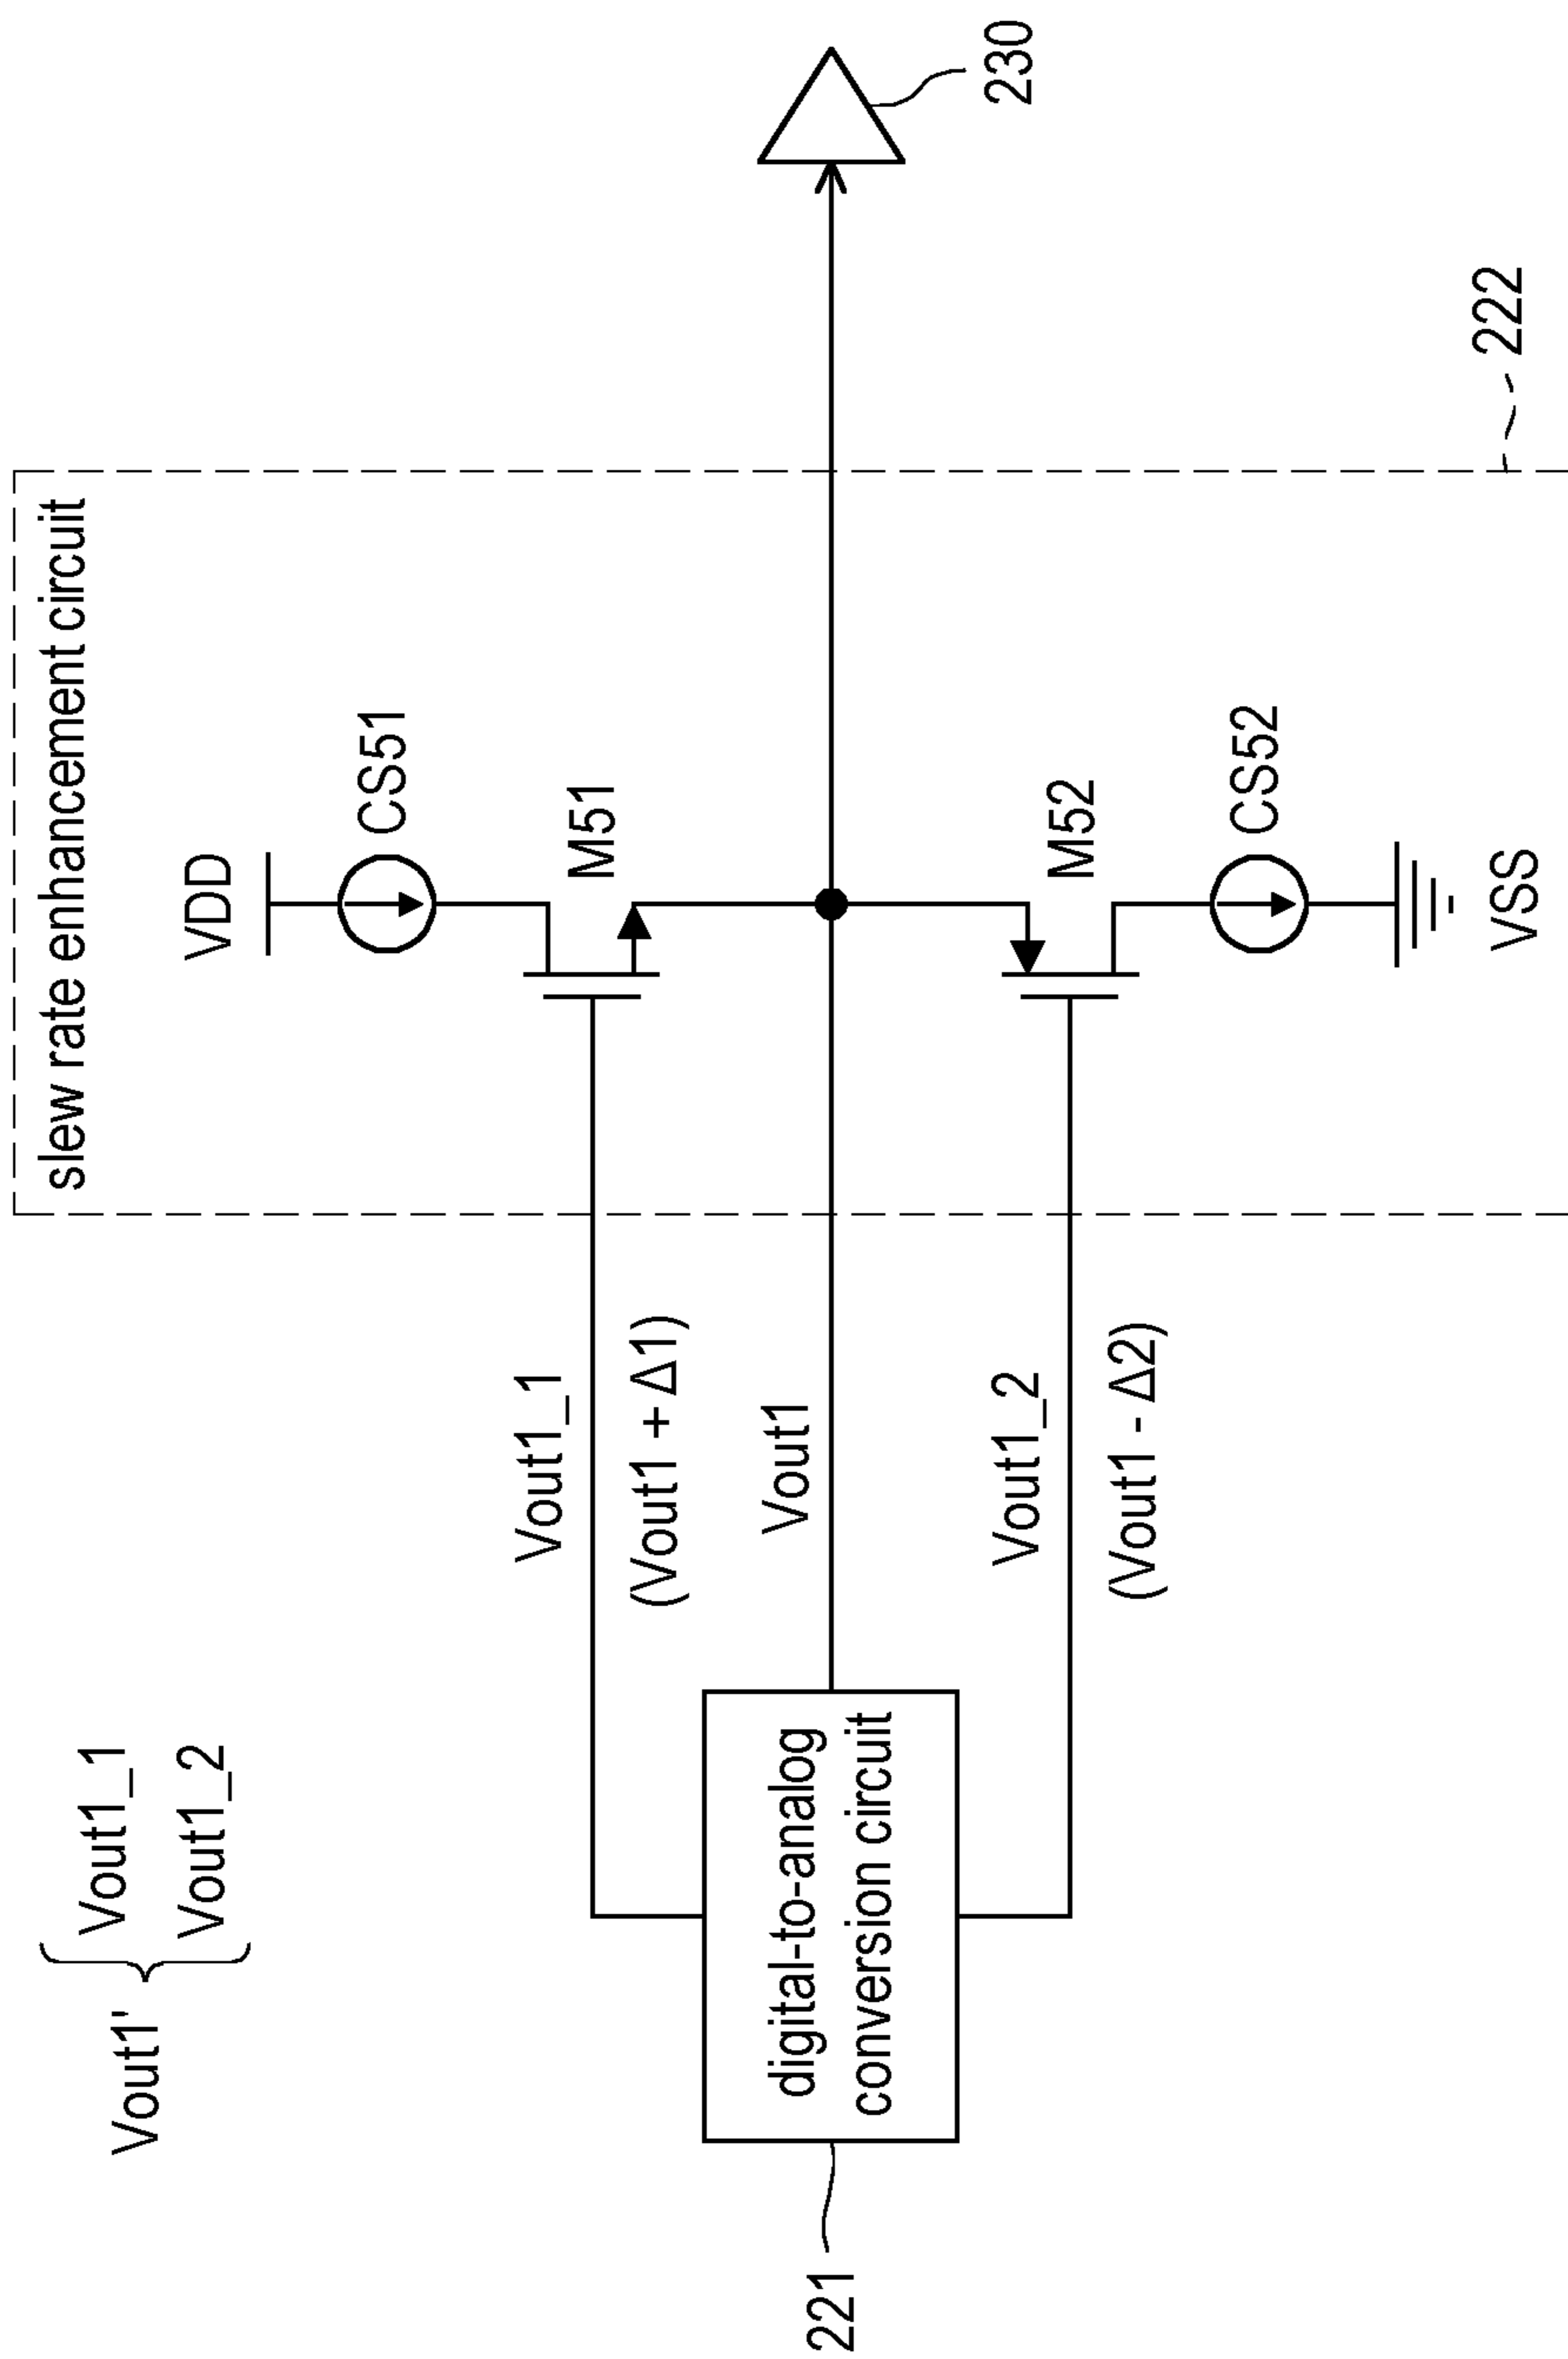 Vout1'
Vout1_1
Vout1_2
slew rate enhancement circuit
VDD
CS51
M51
Vout1_1
(Vout1 + Δ1)
221
digital-to-analog
conversion circuit
Vout1
230
Vout1_2
(Vout1 - Δ2)
M52
CS52
VSS
222